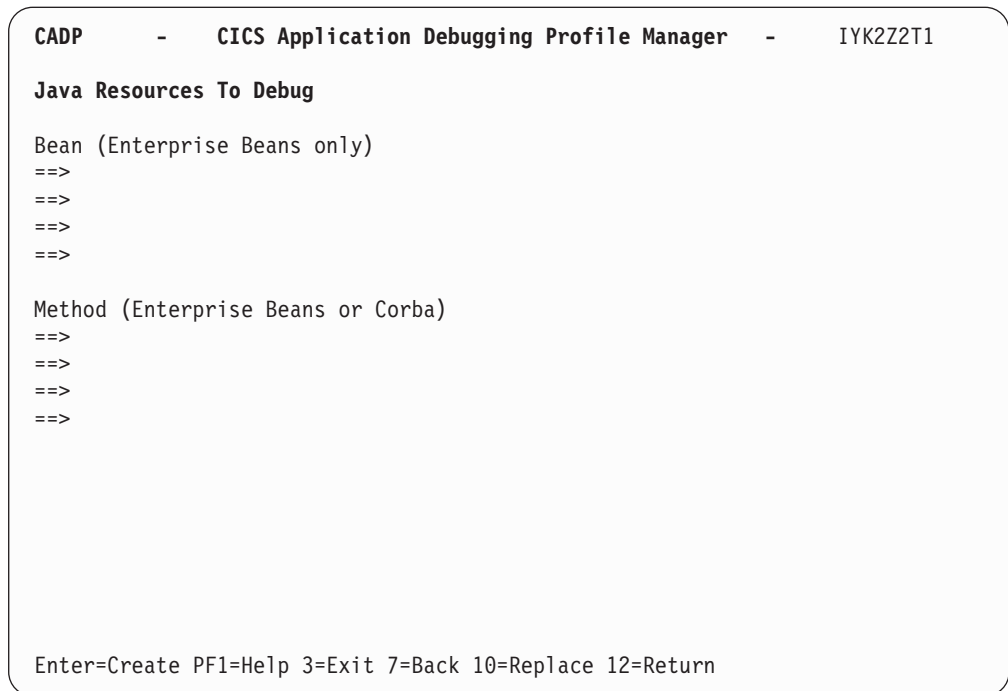 CADP - CICS Application Debugging Profile Manager - IYK2Z2T1
Java Resources To Debug
Bean (Enterprise Beans only)
==>
==>
==>
==>
Method (Enterprise Beans or Corba)
==>
==>
==>
==>
Enter=Create PF1=Help 3=Exit 7=Back 10=Replace 12=Return